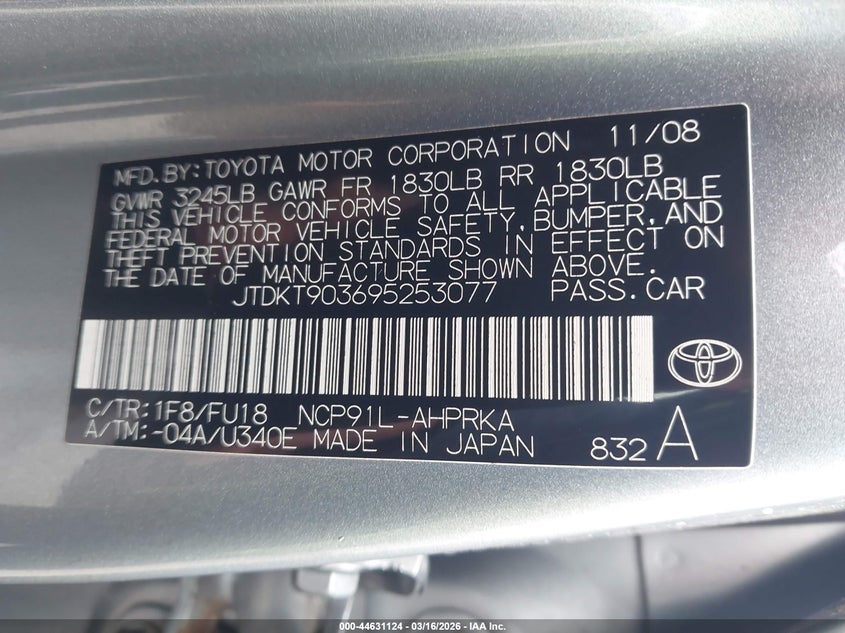 MFD.BY:TOYOTA MOTOR CORPORATION 11/08
GVWR 3245LB GAWR FR 1830LB RR 1830LB
THIS VEHICLE CONFORMS TO ALL APPLICABLE
FEDERAL MOTOR VEHICLE SAFETY,BUMPER,AND
THEFT PREVENTION STANDARDS IN EFFECT ON
THE DATE OF MANUFACTURE SHOWN ABOVE.
JTDKT903695253077 PASS.CAR
C/TR:1F8/FU18 NCP91L-AHPRKA
A/TM:-04A/U340E MADE IN JAPAN 832 A
000-44631124 - 03/16/2026 - IAA Inc.